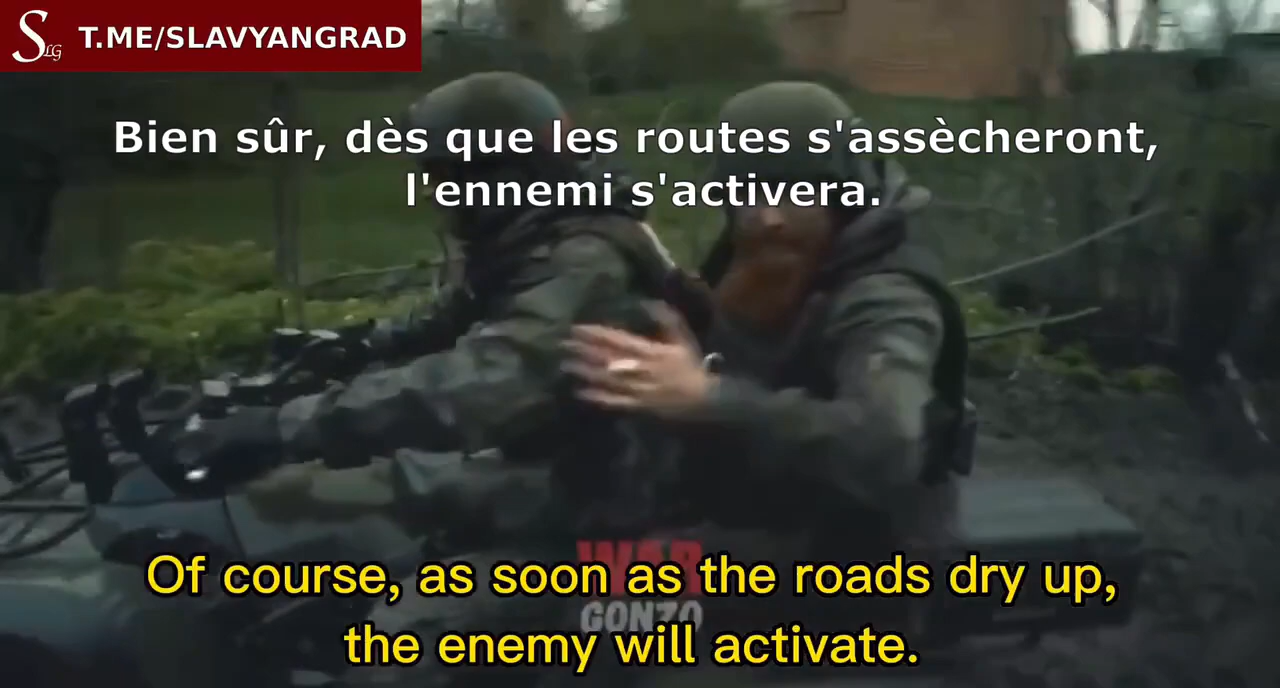 SLG T.ME/SLAVYANGRAD
Bien sûr, dès que les routes s'assècheront,
l'ennemi s'activera.
WAR
GONZO
Of course, as soon as the roads dry up,
the enemy will activate.